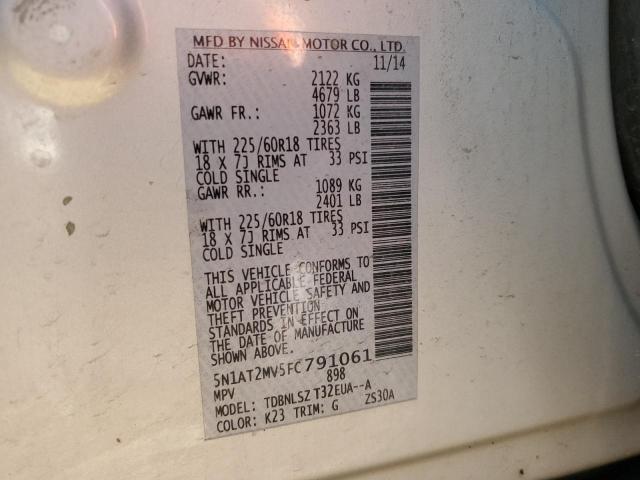 MFD BY NISSAN MOTOR CO., LTD.
DATE: 11/14
GVWR: 2122 KG
4679 LB
GAWR FR.: 1072 KG
2363 LB
WITH 225/60R18 TIRES
18 X 7J RIMS AT 33 PSI
COLD SINGLE
GAWR RR.: 1089 KG
2401 LB
WITH 225/60R18 TIRES
18 X 7J RIMS AT 33 PSI
COLD SINGLE
THIS VEHICLE CONFORMS TO
ALL APPLICABLE FEDERAL
MOTOR VEHICLE SAFETY AND
THEFT PREVENTION
STANDARDS IN EFFECT ON
THE DATE OF MANUFACTURE
SHOWN ABOVE.
5N1AT2MV5FC791061
MPV 898
MODEL: TDBNLSZ T32EUA--A
COLOR: K23 TRIM: G ZS30A